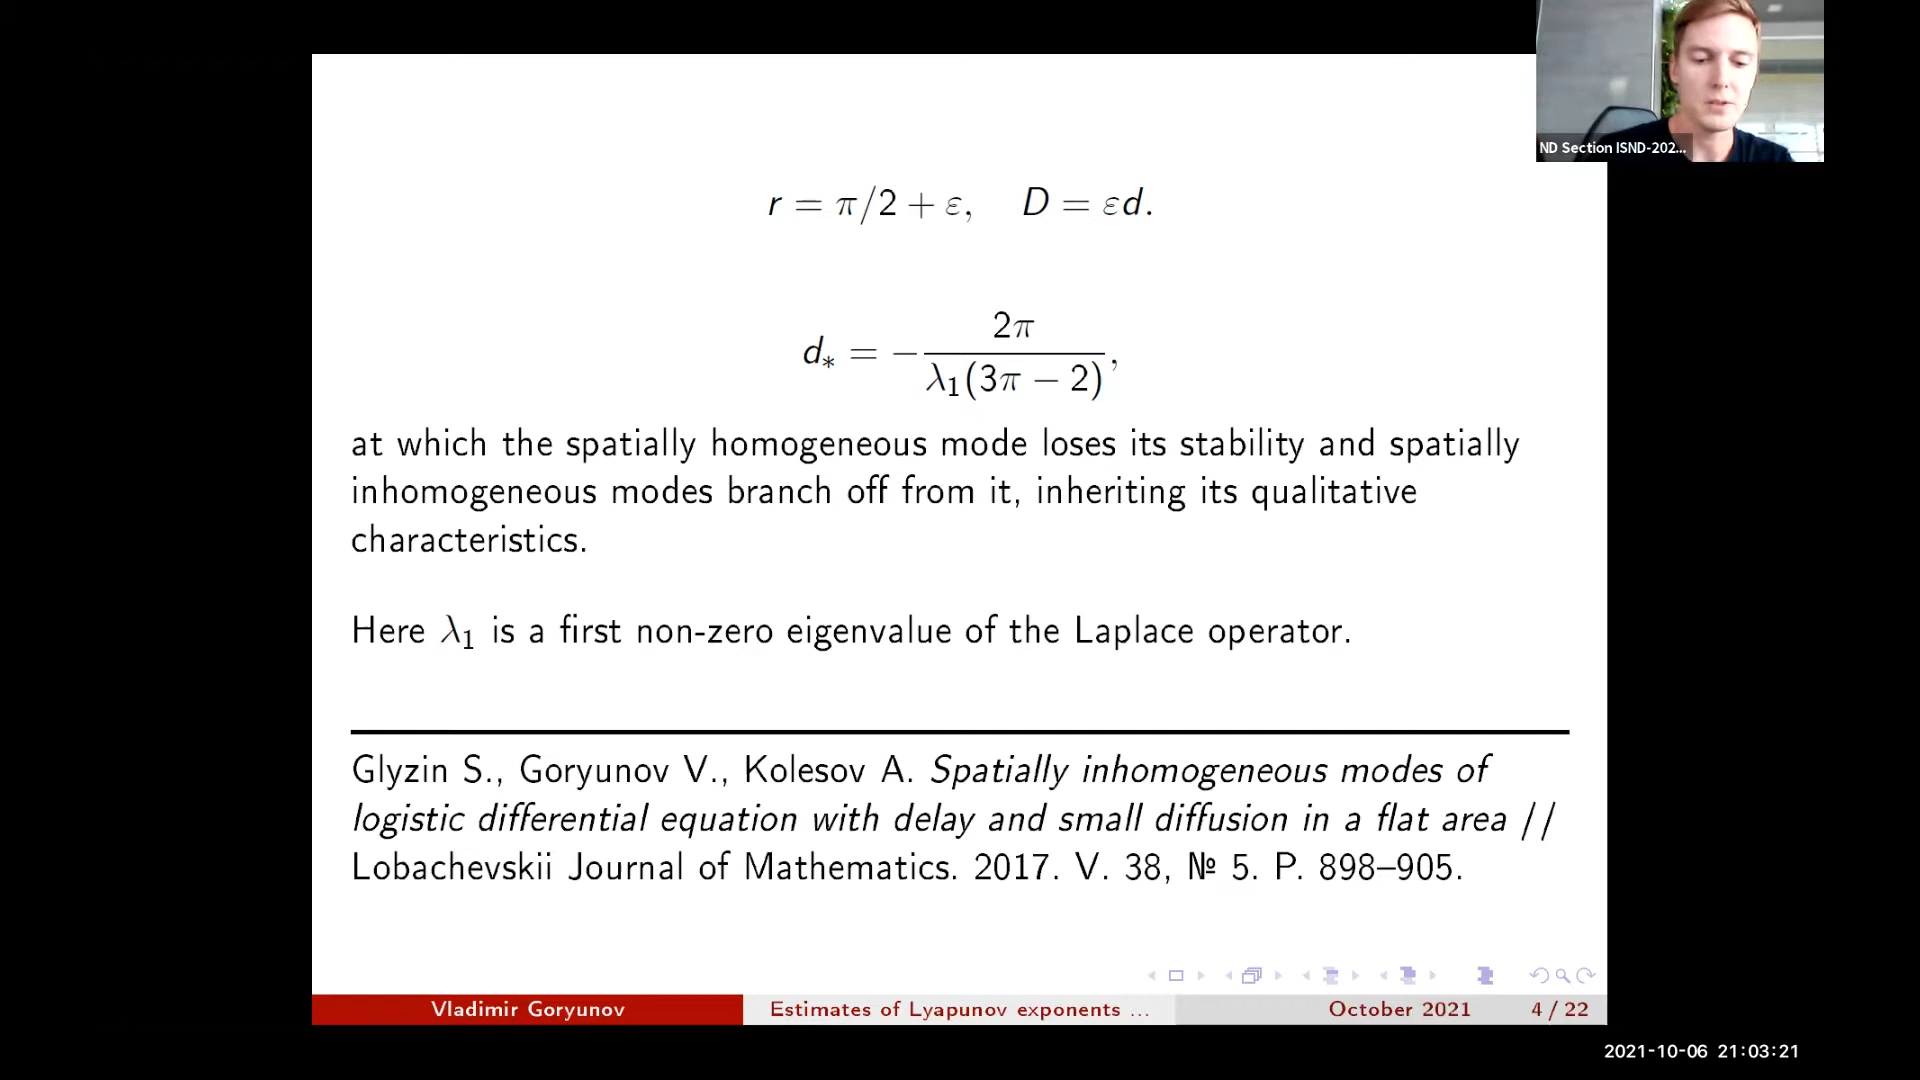 ND Section ISND-202...
r = π/2 + ε, D = εd.
d* = − 2π / λ₁(3π − 2),
at which the spatially homogeneous mode loses its stability and spatially
inhomogeneous modes branch off from it, inheriting its qualitative
characteristics.
Here λ₁ is a first non-zero eigenvalue of the Laplace operator.
Glyzin S., Goryunov V., Kolesov A. Spatially inhomogeneous modes of
logistic differential equation with delay and small diffusion in a flat area //
Lobachevskii Journal of Mathematics. 2017. V. 38, № 5. P. 898–905.
Vladimir Goryunov Estimates of Lyapunov exponents ... October 2021 4 / 22
2021-10-06 21:03:21